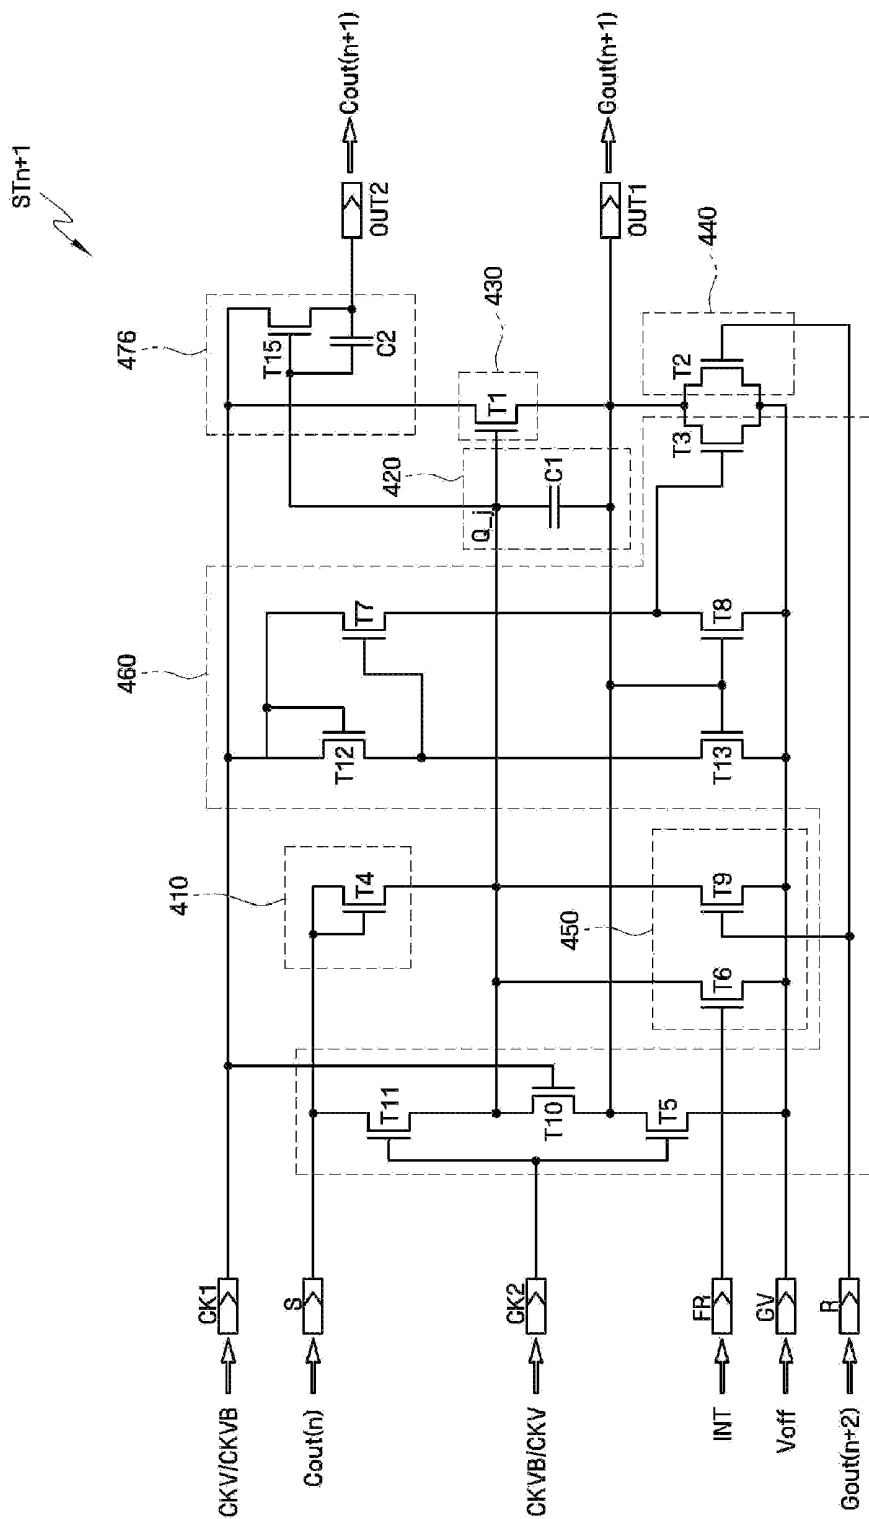 STn+1
CKV/CKVB
CK1
Cout(n)
S
CKVB/CKV
CK2
INT
FR
Voff
GV
Gout(n+2)
R
410
T4
T11
T10
T5
450
T6
T9
460
T12
T7
T13
T8
420
Q_j
C1
430
T1
476
T15
C2
440
T3
T2
OUT2
Cout(n+1)
OUT1
Gout(n+1)